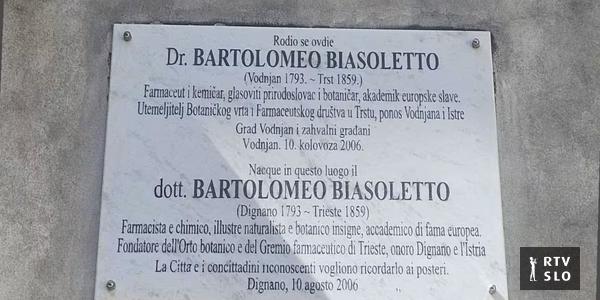 Rodio se ovdie
Dr. BARTOLOMEO BIASOLETTO
(Vodnjan 1793. ~ Trst 1859.)
Farmaceut i kemičar, glasoviti prirodoslovac i botaničar, akademik europske slave.
Utemeljitelj Botaničkog vrta i Farmaceutskog društva u Trstu, ponos Vodnjana i Istre
Grad Vodnjan i zahvalni građani
Vodnjan. 10. kolovoza 2006.
Nacque in questo luogo il
dott. BARTOLOMEO BIASOLETTO
(Dignano 1793 ~ Trieste 1859)
Farmacista e chimico, illustre naturalista e botanico insigne, accademico di fama europea.
Fondatore dell'Orto botanico e del Gremio farmaceutico di Trieste, onorò Dignano e l'Istria
La Città e i concittadini riconoscenti vogliono ricordarlo ai posteri.
Dignano, 10 agosto 2006
RTV
SLO